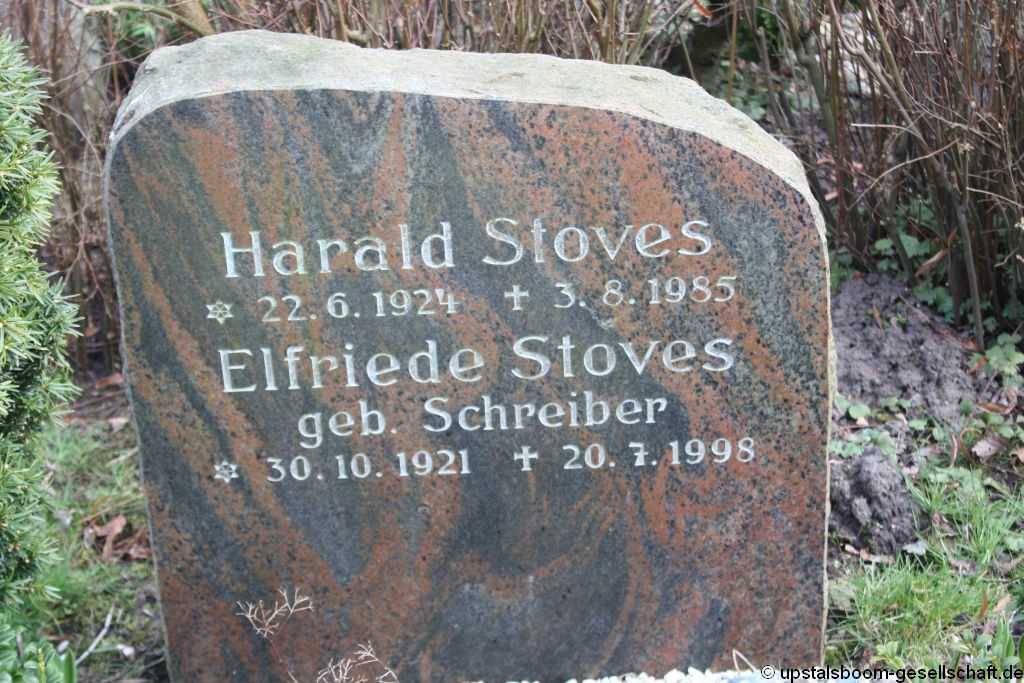 Harald Stoves
✡ 22.6.1924 ✝ 3.8.1985
Elfriede Stoves
geb. Schreiber
✡ 30.10.1921 ✝ 20.7.1998
© upstalsboom-gesellschaft.de